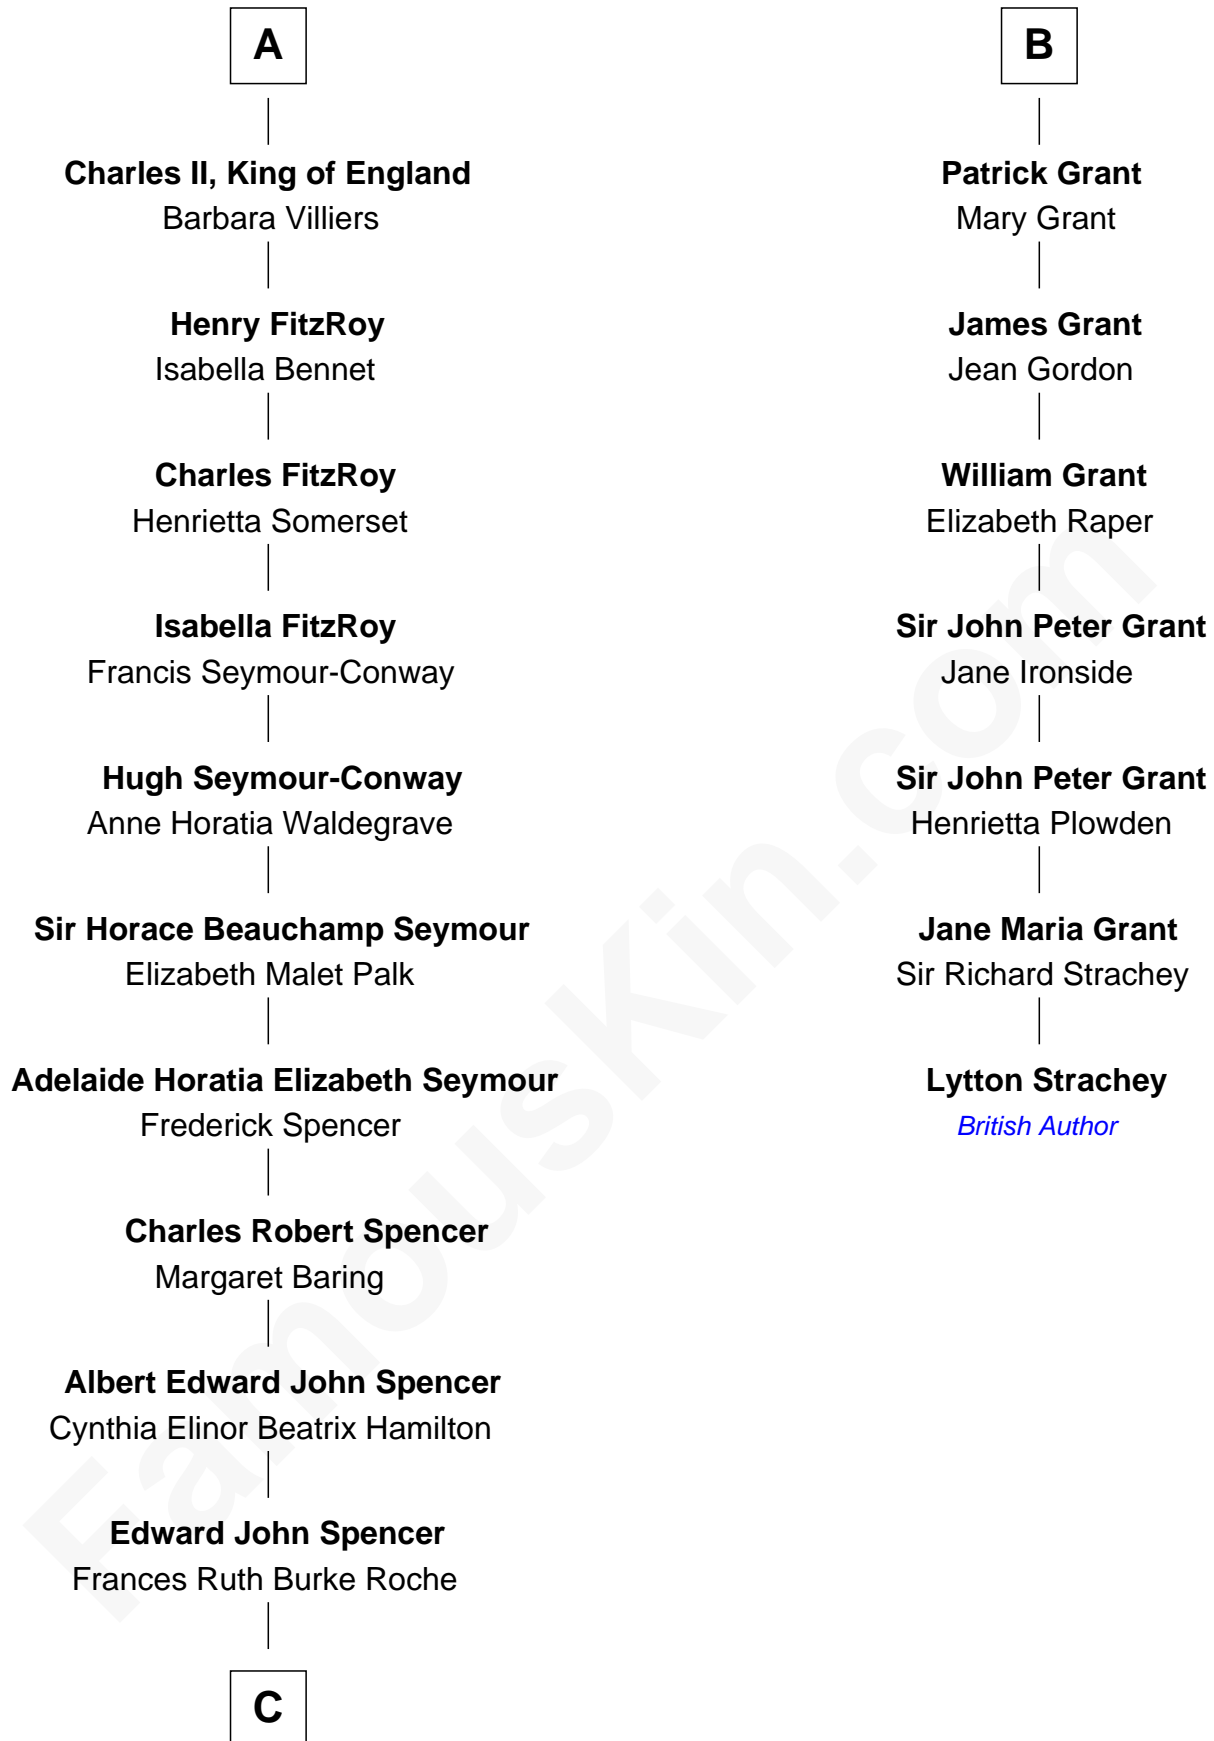 A
Charles II, King of England
Barbara Villiers
Henry FitzRoy
Isabella Bennet
Charles FitzRoy
Henrietta Somerset
Isabella FitzRoy
Francis Seymour-Conway
Hugh Seymour-Conway
Anne Horatia Waldegrave
Sir Horace Beauchamp Seymour
Elizabeth Malet Palk
Adelaide Horatia Elizabeth Seymour
Frederick Spencer
Charles Robert Spencer
Margaret Baring
Albert Edward John Spencer
Cynthia Elinor Beatrix Hamilton
Edward John Spencer
Frances Ruth Burke Roche
C
B
Patrick Grant
Mary Grant
James Grant
Jean Gordon
William Grant
Elizabeth Raper
Sir John Peter Grant
Jane Ironside
Sir John Peter Grant
Henrietta Plowden
Jane Maria Grant
Sir Richard Strachey
Lytton Strachey
British Author
FamousKin.com